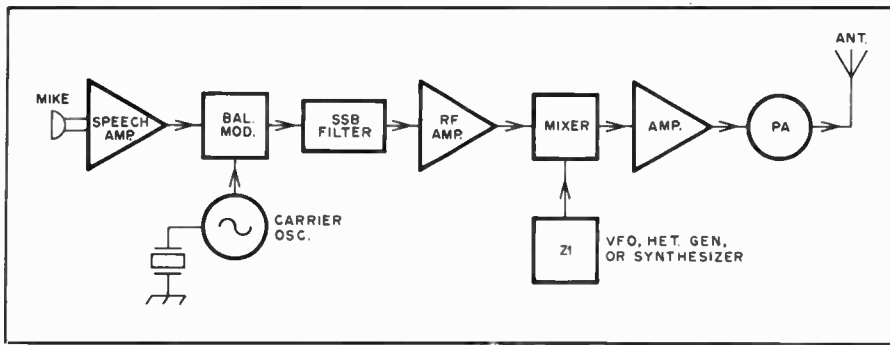 ANT.
MIKE
SPEECH
AMP.
BAL.
MOD.
SSB
FILTER
RF
AMP.
MIXER
AMP.
PA
CARRIER
OSC.
Z1
VFO, HET. GEN,
OR SYNTHESIZER